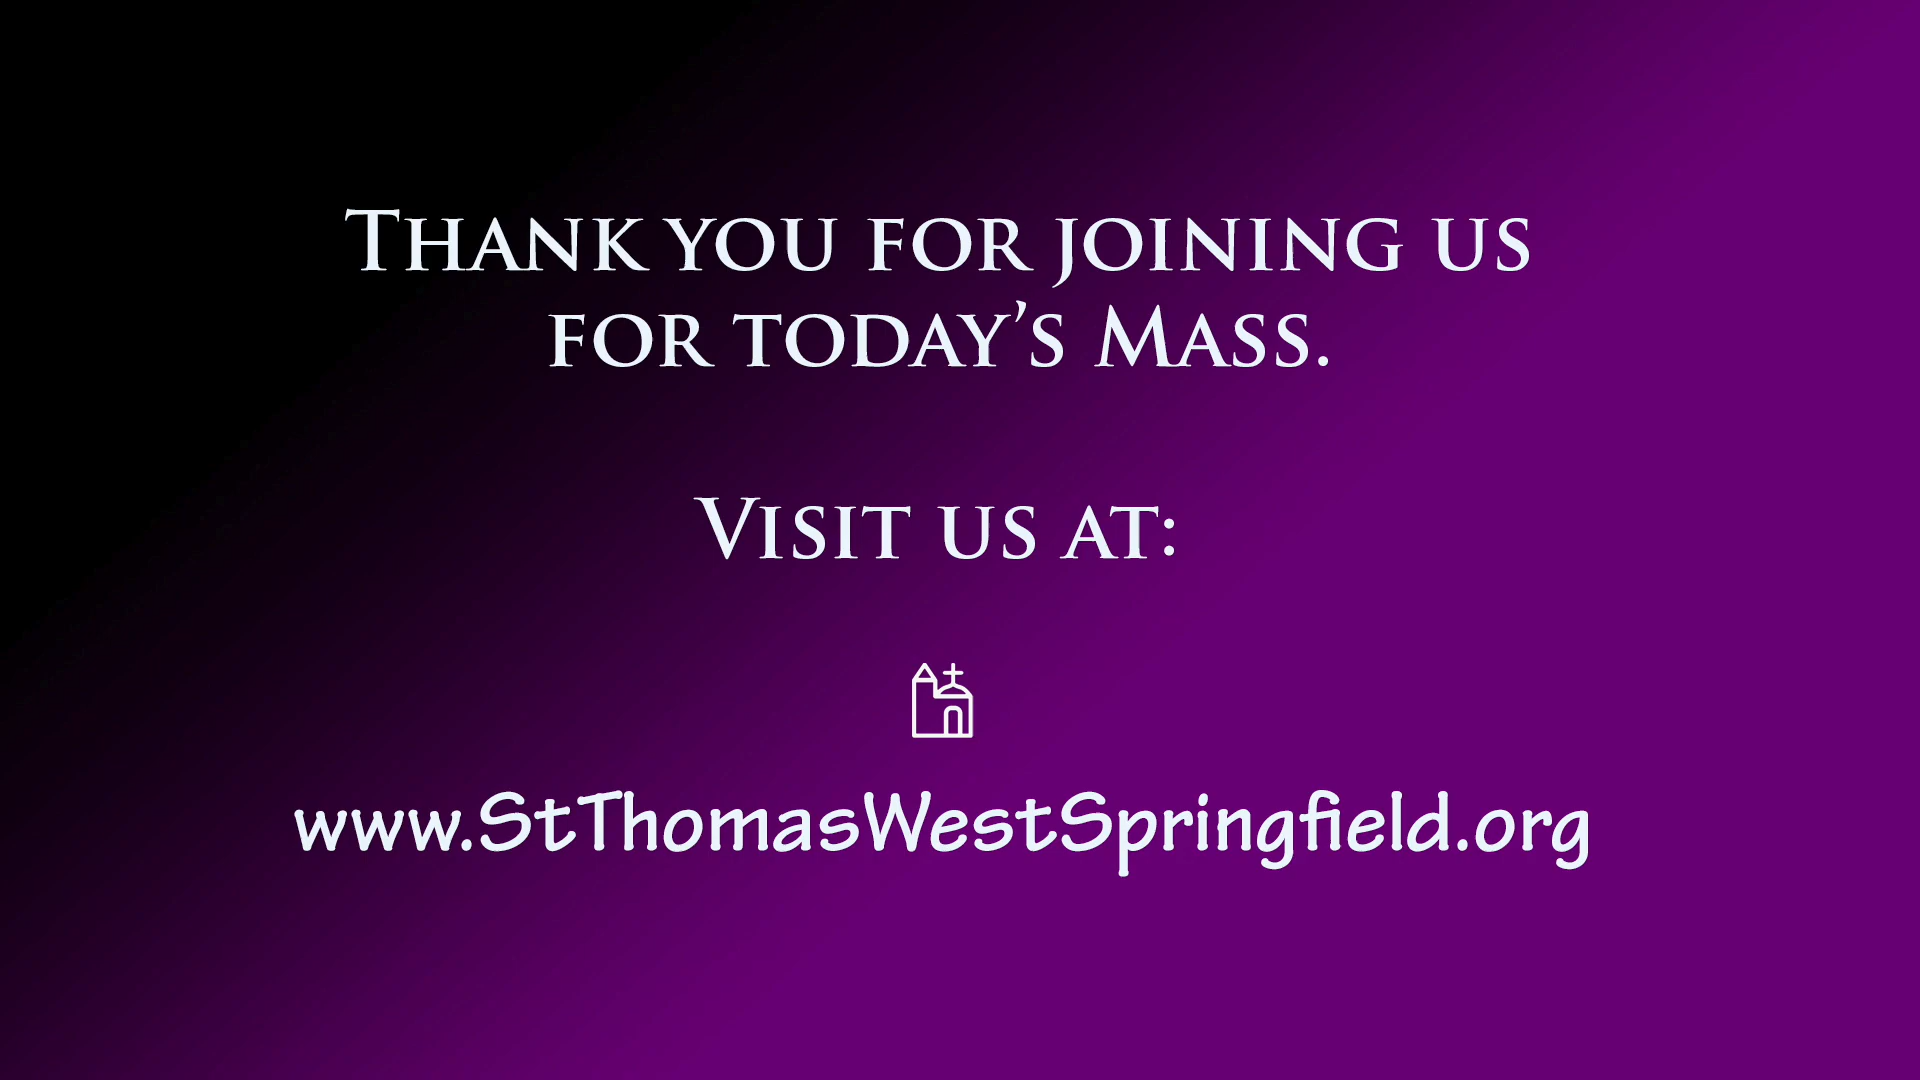 Thank you for joining us
for today’s Mass.
Visit us at:
www.StThomasWestSpringfield.org